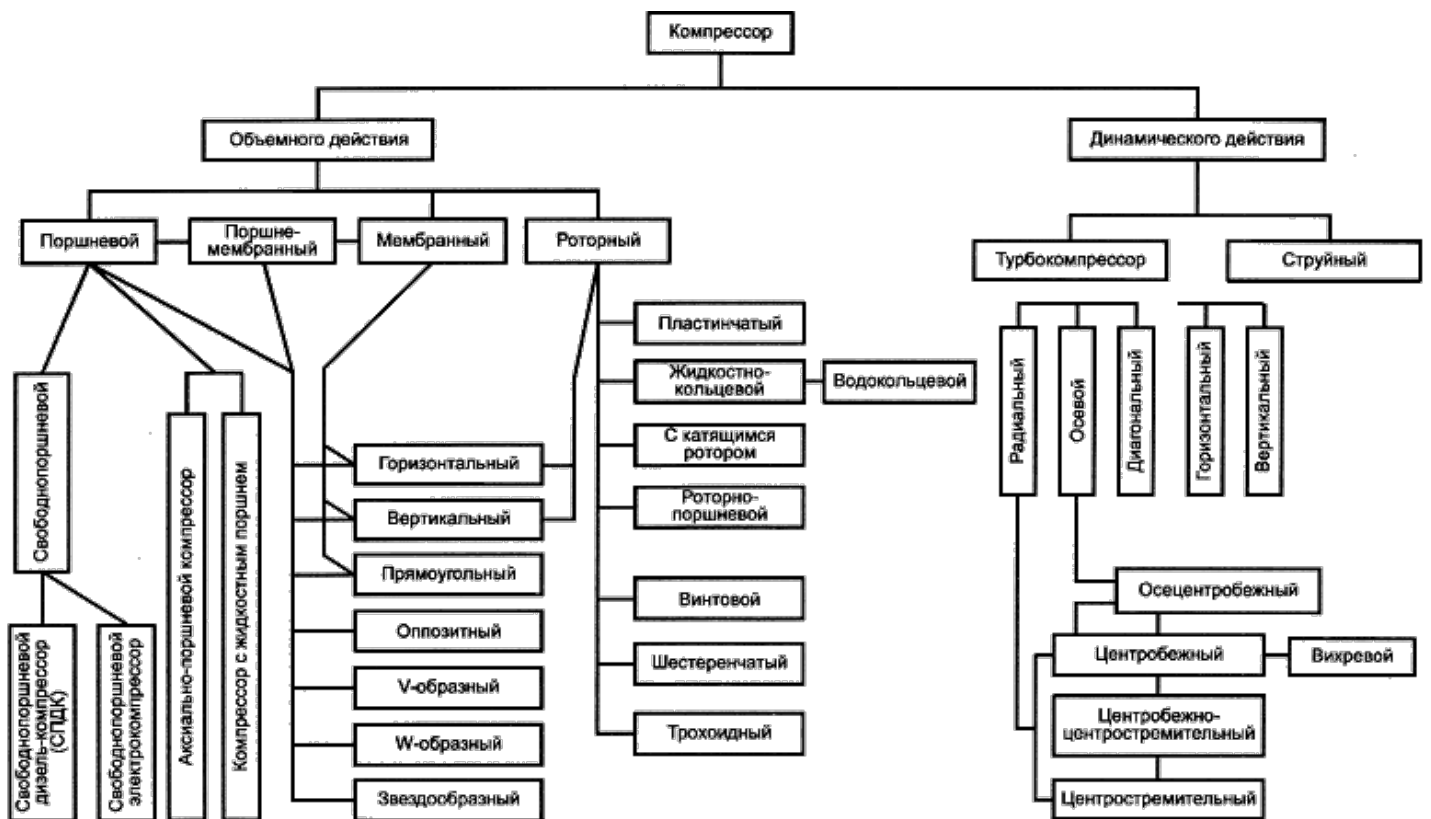 Компрессор
Объемного действия
Динамического действия
Поршневой
Поршне-
мембранный
Мембранный
Роторный
Турбокомпрессор
Струйный
Пластинчатый
Жидкостно-
кольцевой
Водокольцевой
С катящимся
ротором
Роторно-
поршневой
Винтовой
Шестеренчатый
Трохоидный
Свободнопоршневой
Свободнопоршневой
дизель-компрессор
(СПДК)
Свободнопоршневой
электрокомпрессор
Аксиально-поршневой компрессор
Компрессор с жидкостным поршнем
Горизонтальный
Вертикальный
Прямоугольный
Оппозитный
V-образный
W-образный
Звездообразный
Радиальный
Осевой
Диагональный
Горизонтальный
Вертикальный
Осецентробежный
Центробежный
Вихревой
Центробежно-
центростремительный
Центростремительный